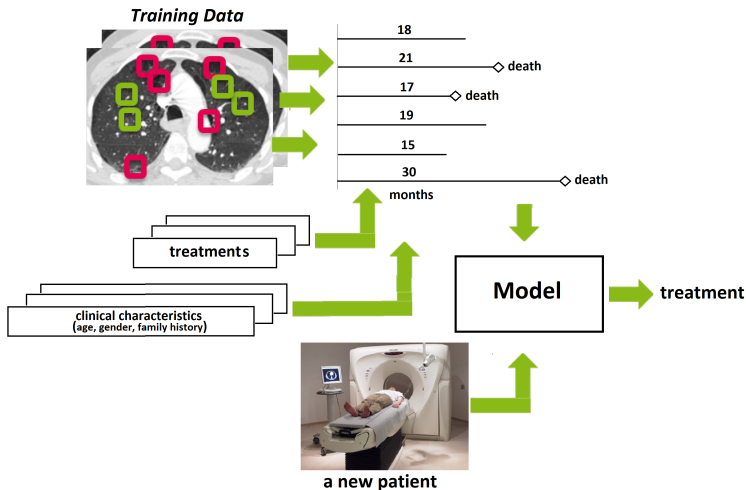 Training Data
18
21
death
17
death
19
15
30
death
months
treatments
clinical characteristics
(age, gender, family history)
Model
treatment
a new patient